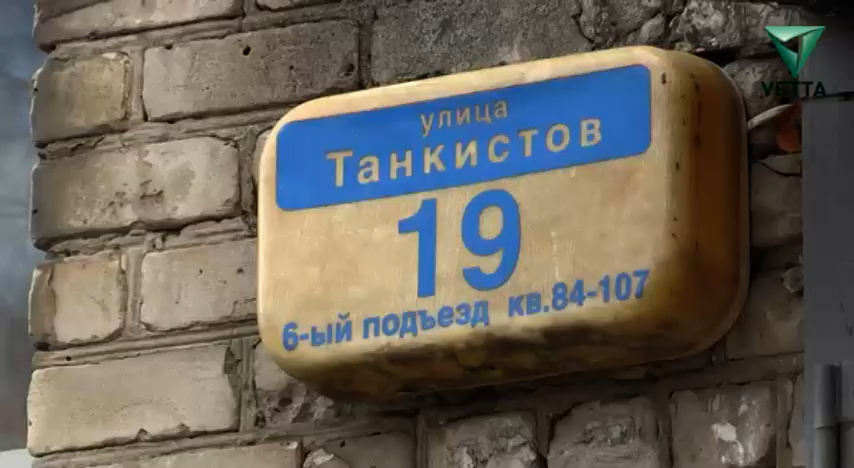 VETTA
улица
Танкистов
19
6-ый подъезд кв.84-107